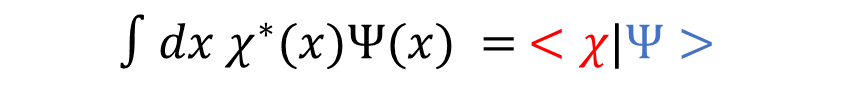 ∫ dx χ*(x)Ψ(x) = < χ|Ψ >